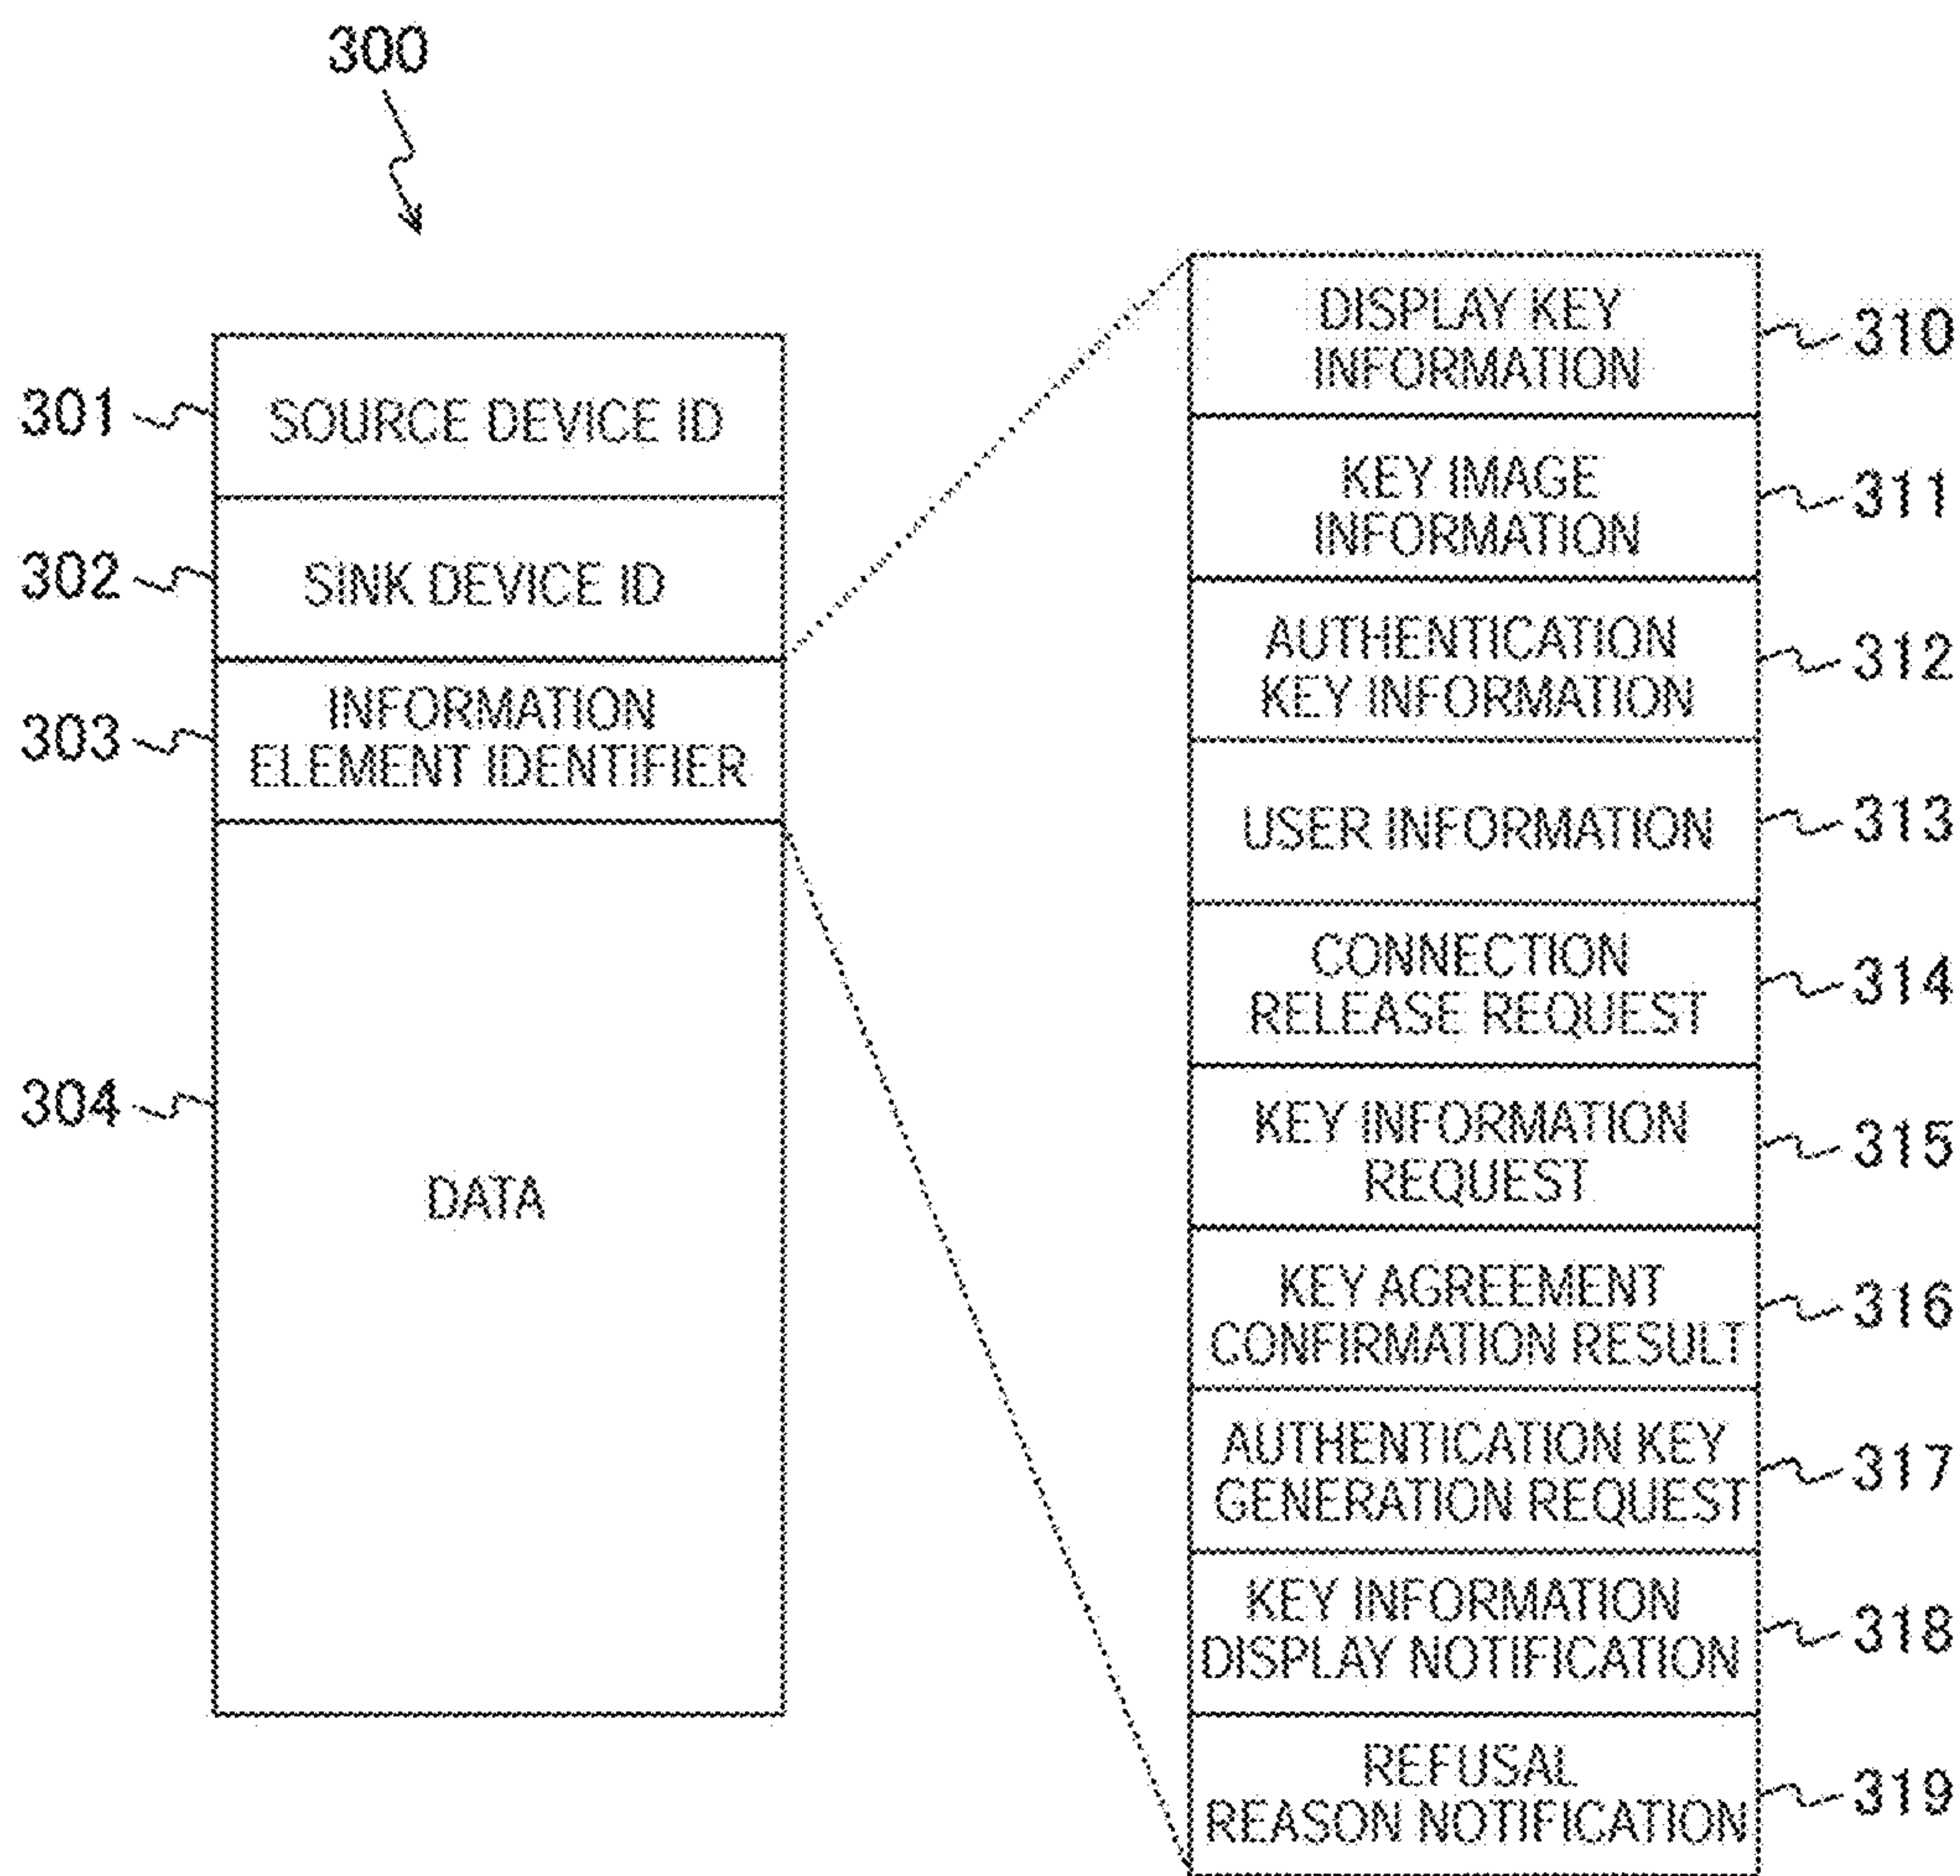 300
301
SOURCE DEVICE ID
302
SINK DEVICE ID
303
INFORMATION
ELEMENT IDENTIFIER
304
DATA
DISPLAY KEY
INFORMATION
310
KEY IMAGE
INFORMATION
311
AUTHENTICATION
KEY INFORMATION
312
USER INFORMATION
313
CONNECTION
RELEASE REQUEST
314
KEY INFORMATION
REQUEST
315
KEY AGREEMENT
CONFIRMATION RESULT
316
AUTHENTICATION KEY
GENERATION REQUEST
317
KEY INFORMATION
DISPLAY NOTIFICATION
318
REFUSAL
REASON NOTIFICATION
319